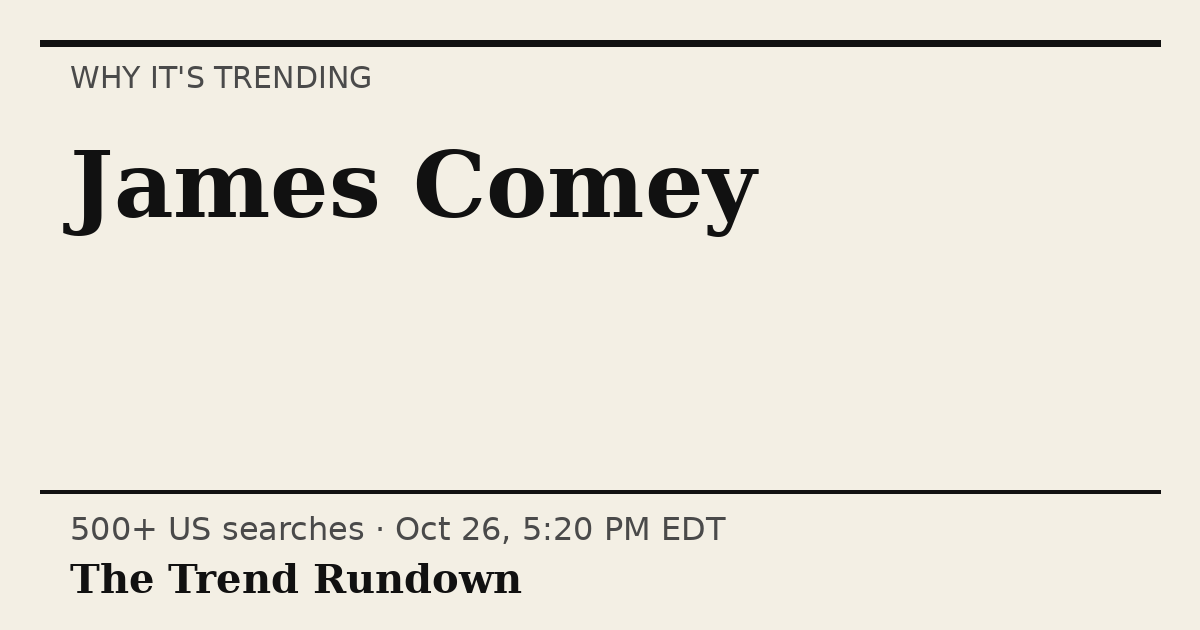 WHY IT'S TRENDING
James Comey
500+ US searches · Oct 26, 5:20 PM EDT
The Trend Rundown